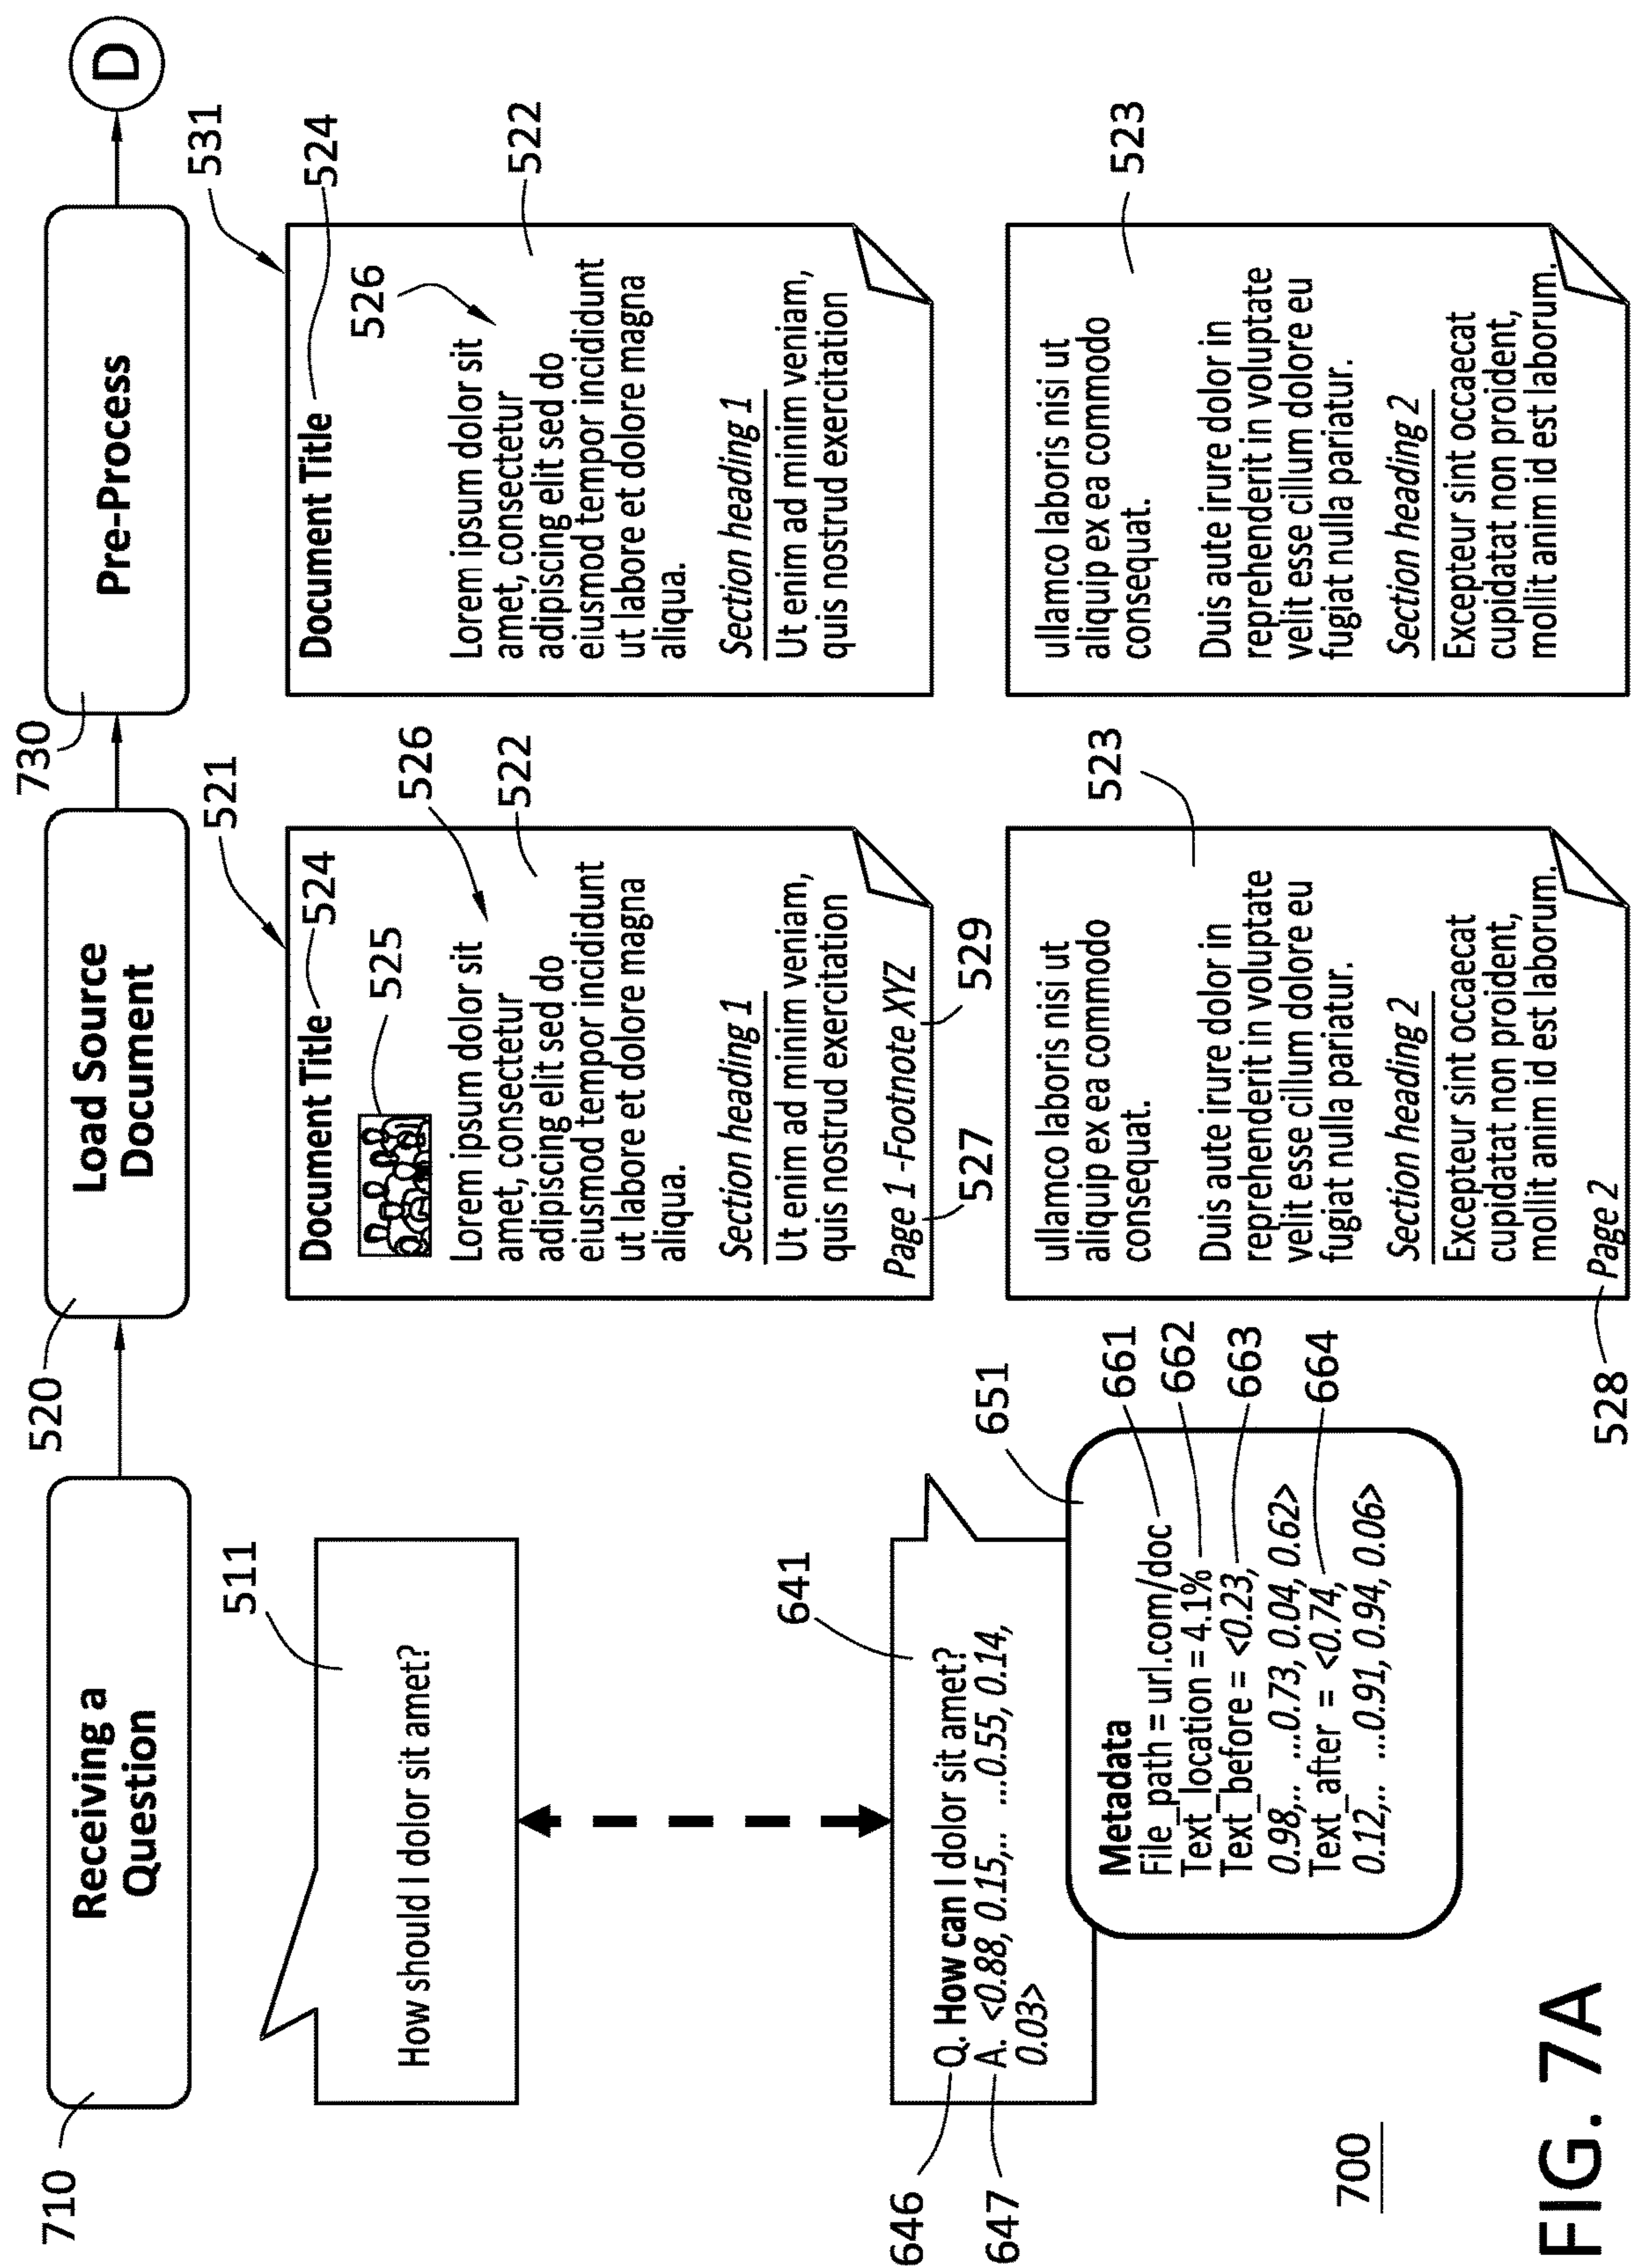 710
Receiving a
Question
520
Load Source
Document
730
Pre-Process
D
511
How should I dolor sit amet?
641
646
Q. How can I dolor sit amet?
647
A. <0.88, 0.15,.. ...0.55, 0.14,
0.03>
651
Metadata
File_path = url.com/doc
661
Text_location = 4.1%
662
Text_before = <0.23,
663
0.98,.. ...0.73, 0.04, 0.62>
Text_after = <0.74,
664
0.12,.. ...0.91, 0.94, 0.06>
521
Document Title
524
525
526
Lorem ipsum dolor sit
amet, consectetur
522
adipiscing elit sed do
eiusmod tempor incididunt
ut labore et dolore magna
aliqua.
Section heading 1
Ut enim ad minim veniam,
quis nostrud exercitation
Page 1 -Footnote XYZ
527
529
ullamco laboris nisi ut
aliquip ex ea commodo
consequat.
523
Duis aute irure dolor in
reprehenderit in voluptate
velit esse cillum dolore eu
fugiat nulla pariatur.
Section heading 2
Excepteur sint occaecat
cupidatat non proident,
mollit anim id est laborum.
Page 2
528
531
Document Title
524
526
Lorem ipsum dolor sit
amet, consectetur
522
adipiscing elit sed do
eiusmod tempor incididunt
ut labore et dolore magna
aliqua.
Section heading 1
Ut enim ad minim veniam,
quis nostrud exercitation
ullamco laboris nisi ut
aliquip ex ea commodo
consequat.
523
Duis aute irure dolor in
reprehenderit in voluptate
velit esse cillum dolore eu
fugiat nulla pariatur.
Section heading 2
Excepteur sint occaecat
cupidatat non proident,
mollit anim id est laborum.
700
FIG. 7A